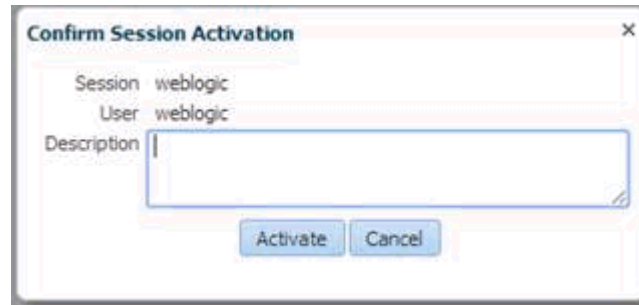 Confirm Session Activation
Session weblogic
User weblogic
Description
Activate Cancel